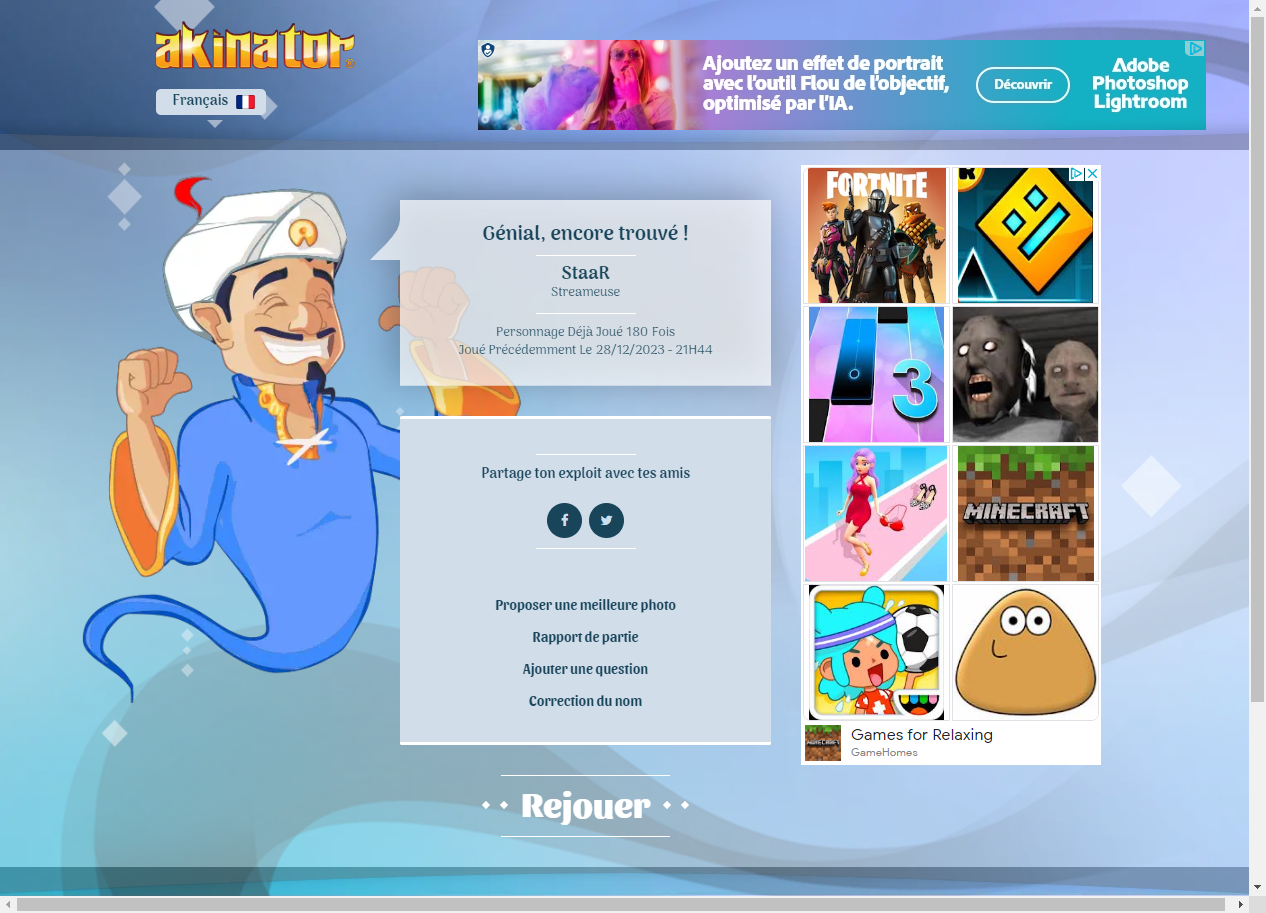 akinator
Français
Ajoutez un effet de portrait
avec l'outil Flou de l'objectif,
optimisé par l'IA.
Découvrir
Adobe
Photoshop
Lightroom
Génial, encore trouvé !
StaaR
Streameuse
Personnage Déjà Joué 180 Fois
Joué Précédemment Le 28/12/2023 - 21H44
Partage ton exploit avec tes amis
Proposer une meilleure photo
Rapport de partie
Ajouter une question
Correction du nom
Rejouer
FORTNITE
3
MINECRAFT
Games for Relaxing
GameHomes